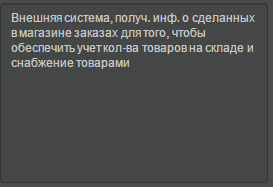 Внешняя система, получ. инф. о сделанных
в магазине заказах для того, чтобы
обеспечить учет кол-ва товаров на складе и
снабжение товарами